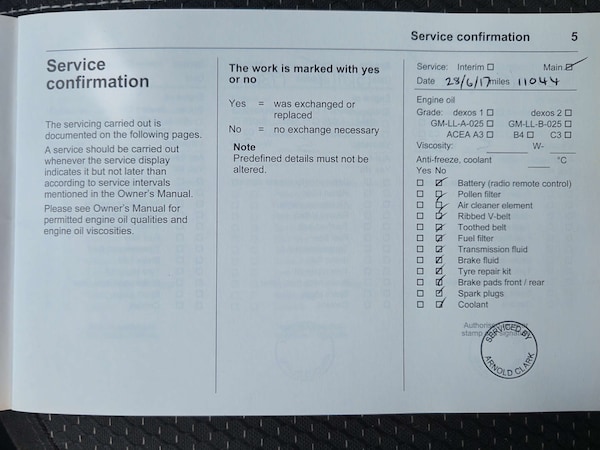 Service confirmation 5
Service
confirmation
The servicing carried out is
documented on the following pages.
A service should be carried out
whenever the service display
indicates it but not later than
according to service intervals
mentioned in the Owner's Manual.
Please see Owner's Manual for
permitted engine oil qualities and
engine oil viscosities.
The work is marked with yes
or no
Yes = was exchanged or
replaced
No = no exchange necessary
Note
Predefined details must not be
altered.
Service: Interim ☐ Main ☑
Date 28/6/17 miles 11044
Engine oil
Grade: dexos 1 ☐ dexos 2 ☐
GM-LL-A-025 ☐ GM-LL-B-025 ☐
ACEA A3 ☐ B4 ☐ C3 ☐
Viscosity: W-
Anti-freeze, coolant °C
Yes No
☐ ☑ Battery (radio remote control)
☐ ☑ Pollen filter
☐ ☑ Air cleaner element
☐ ☑ Ribbed V-belt
☐ ☑ Toothed belt
☐ ☑ Fuel filter
☐ ☑ Transmission fluid
☐ ☑ Brake fluid
☐ ☑ Tyre repair kit
☐ ☑ Brake pads front / rear
☐ ☑ Spark plugs
☐ ☑ Coolant
stamp
SERVICED BY
ARNOLD CLARK